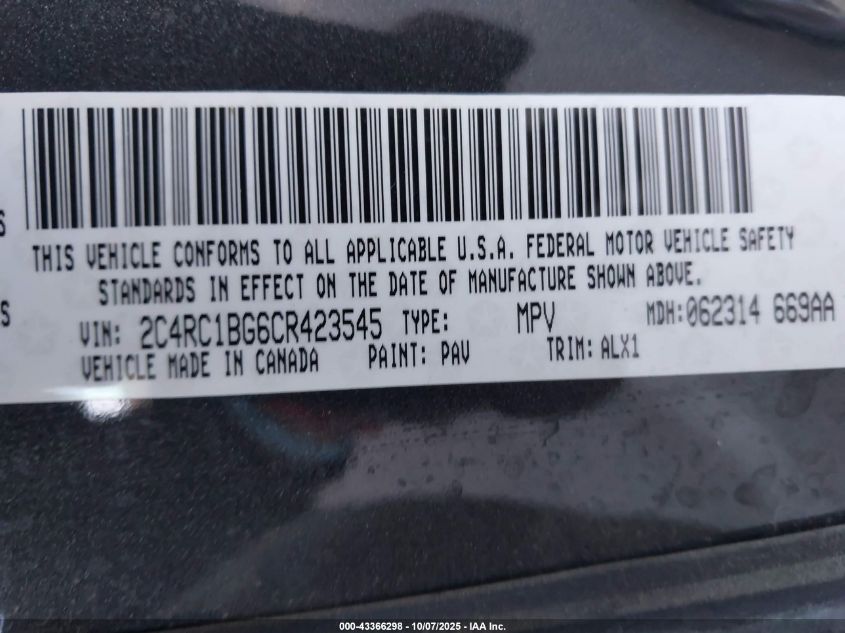 S
THIS VEHICLE CONFORMS TO ALL APPLICABLE U.S.A. FEDERAL MOTOR VEHICLE SAFETY
STANDARDS IN EFFECT ON THE DATE OF MANUFACTURE SHOWN ABOVE.
S
VIN: 2C4RC1BG6CR423545 TYPE: MPV MDH:062314 669AA
VEHICLE MADE IN CANADA PAINT: PAV TRIM: ALX1
000-43366298 - 10/07/2025 - IAA Inc.